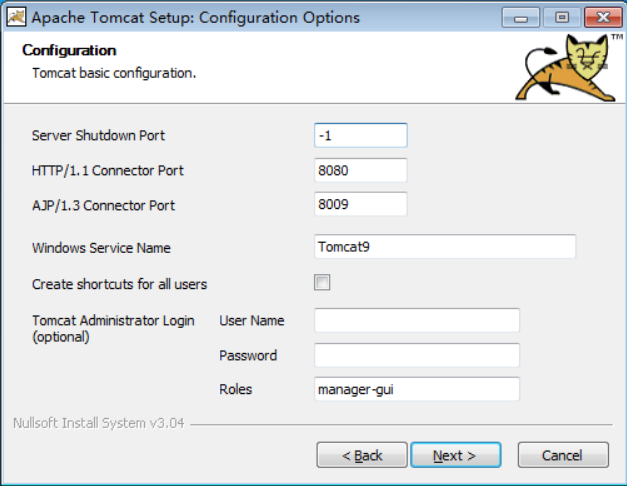 Apache Tomcat Setup: Configuration Options
Configuration
Tomcat basic configuration.
TM
Server Shutdown Port -1
HTTP/1.1 Connector Port 8080
AJP/1.3 Connector Port 8009
Windows Service Name Tomcat9
Create shortcuts for all users
Tomcat Administrator Login User Name
(optional)
Password
Roles manager-gui
Nullsoft Install System v3.04
< Back Next > Cancel